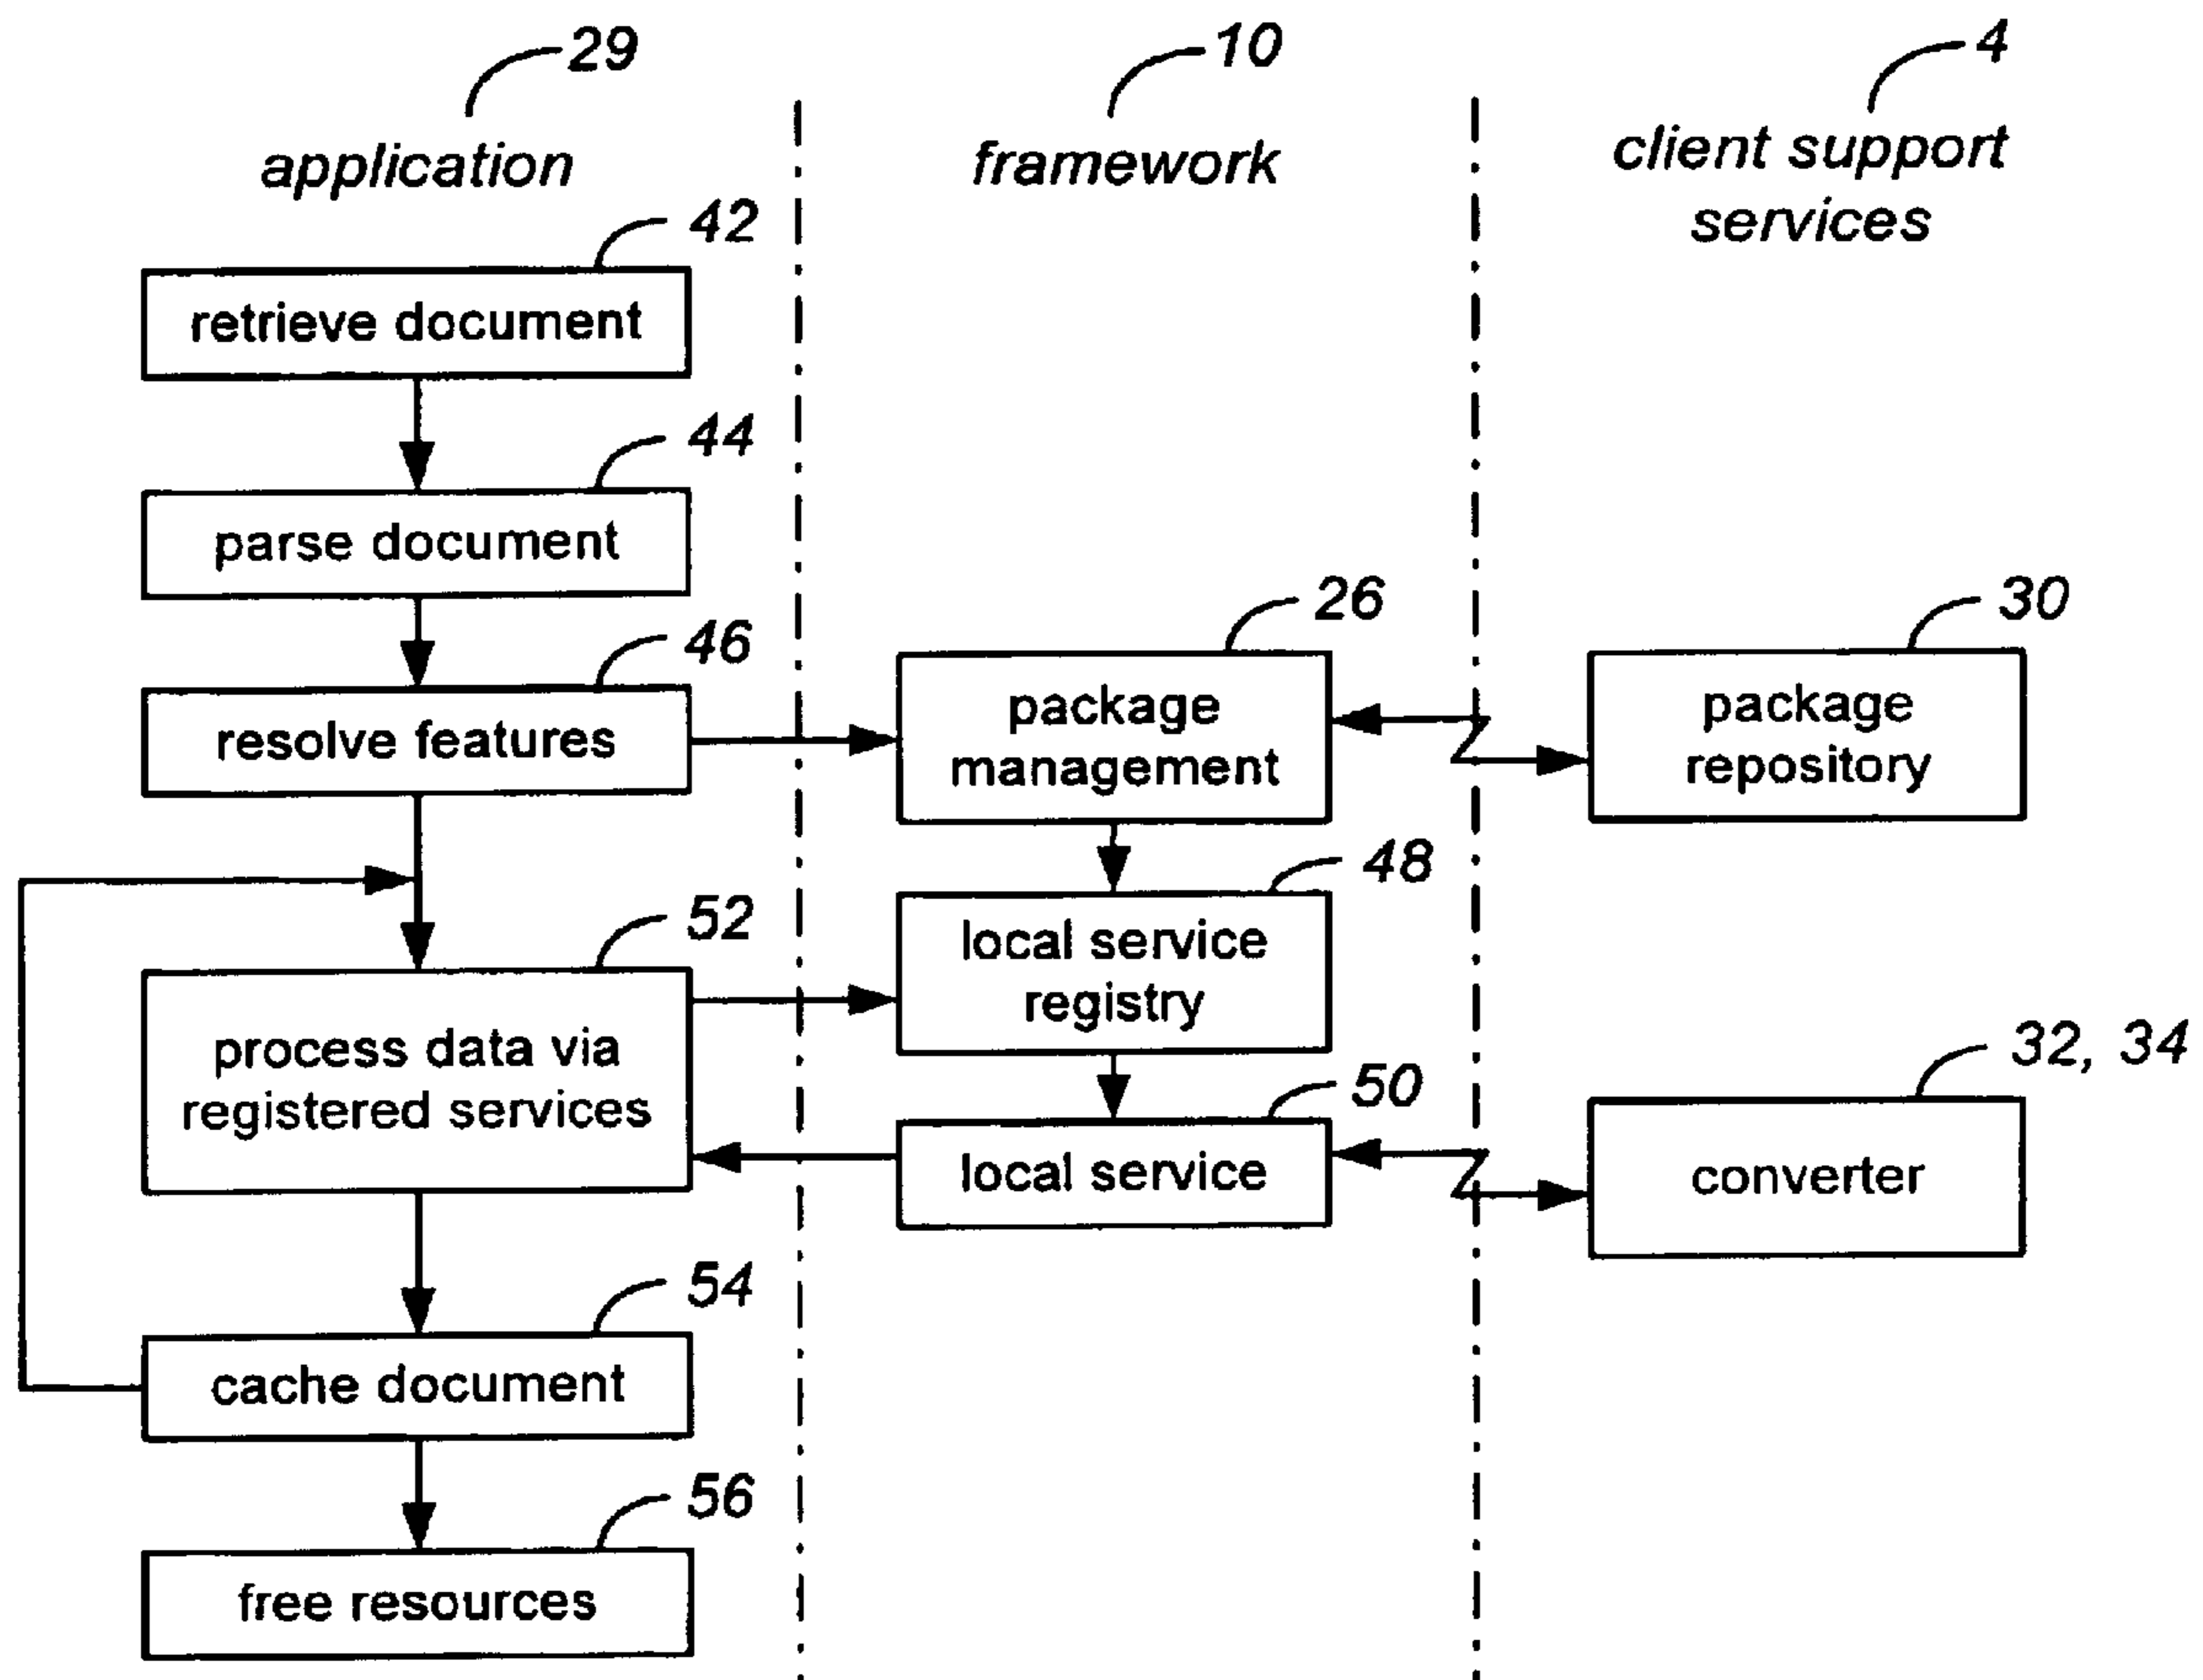 29
10
4
application
framework
client support
services
42
retrieve document
44
parse document
46
resolve features
26
package
management
30
package
repository
48
local service
registry
52
process data via
registered services
50
local service
32, 34
converter
54
cache document
56
free resources